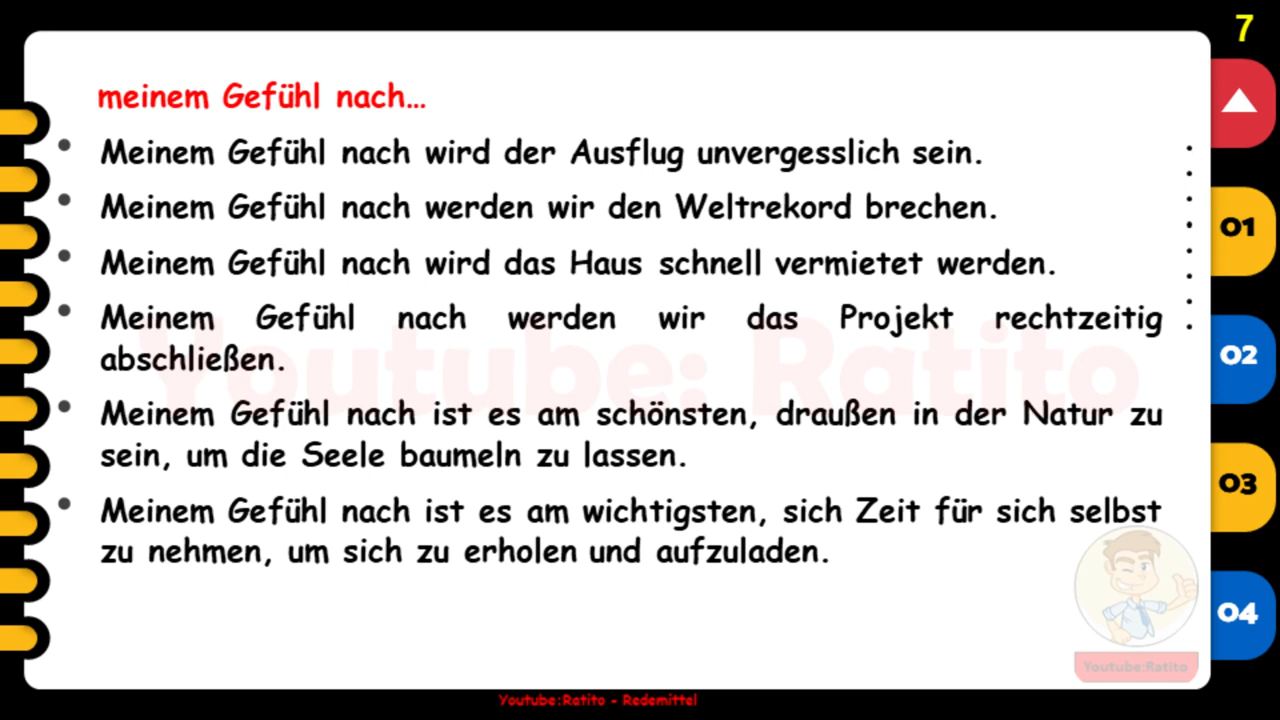 7
meinem Gefühl nach...
Meinem Gefühl nach wird der Ausflug unvergesslich sein.
Meinem Gefühl nach werden wir den Weltrekord brechen.
Meinem Gefühl nach wird das Haus schnell vermietet werden.
Meinem Gefühl nach werden wir das Projekt rechtzeitig
abschließen.
Meinem Gefühl nach ist es am schönsten, draußen in der Natur zu
sein, um die Seele baumeln zu lassen.
Meinem Gefühl nach ist es am wichtigsten, sich Zeit für sich selbst
zu nehmen, um sich zu erholen und aufzuladen.
01
02
03
04
Youtube: Ratito
Youtube:Ratito
Youtube:Ratito - Redemittel